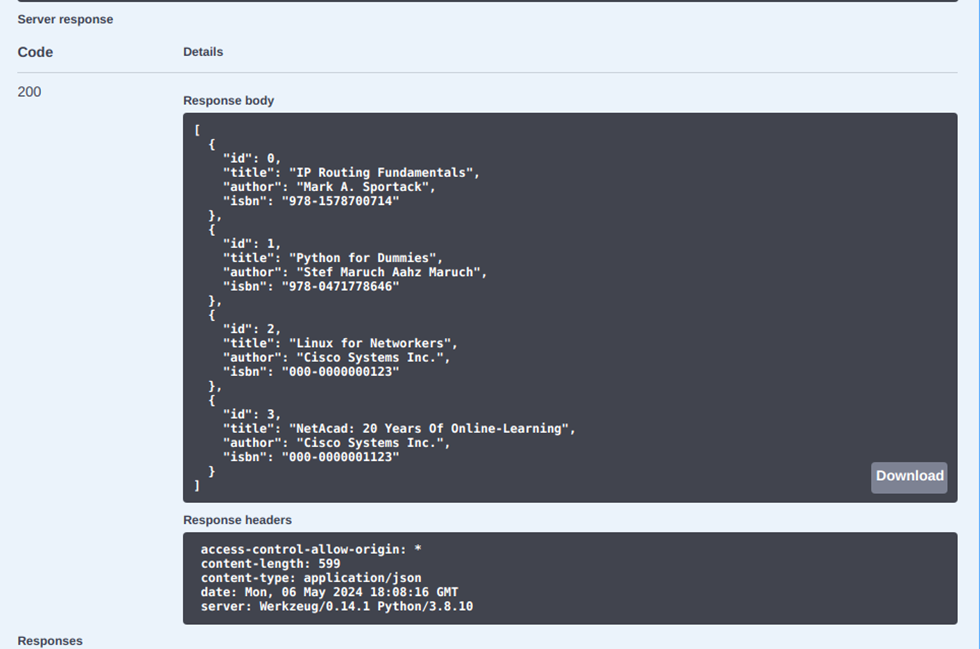 Server response
Code Details
200
Response body
[
  {
    "id": 0,
    "title": "IP Routing Fundamentals",
    "author": "Mark A. Sportack",
    "isbn": "978-1578700714"
  },
  {
    "id": 1,
    "title": "Python for Dummies",
    "author": "Stef Maruch Aahz Maruch",
    "isbn": "978-0471778646"
  },
  {
    "id": 2,
    "title": "Linux for Networkers",
    "author": "Cisco Systems Inc.",
    "isbn": "000-0000000123"
  },
  {
    "id": 3,
    "title": "NetAcad: 20 Years Of Online-Learning",
    "author": "Cisco Systems Inc.",
    "isbn": "000-0000001123"
  }
]
Download
Response headers
access-control-allow-origin: *
content-length: 599
content-type: application/json
date: Mon, 06 May 2024 18:08:16 GMT
server: Werkzeug/0.14.1 Python/3.8.10
Responses